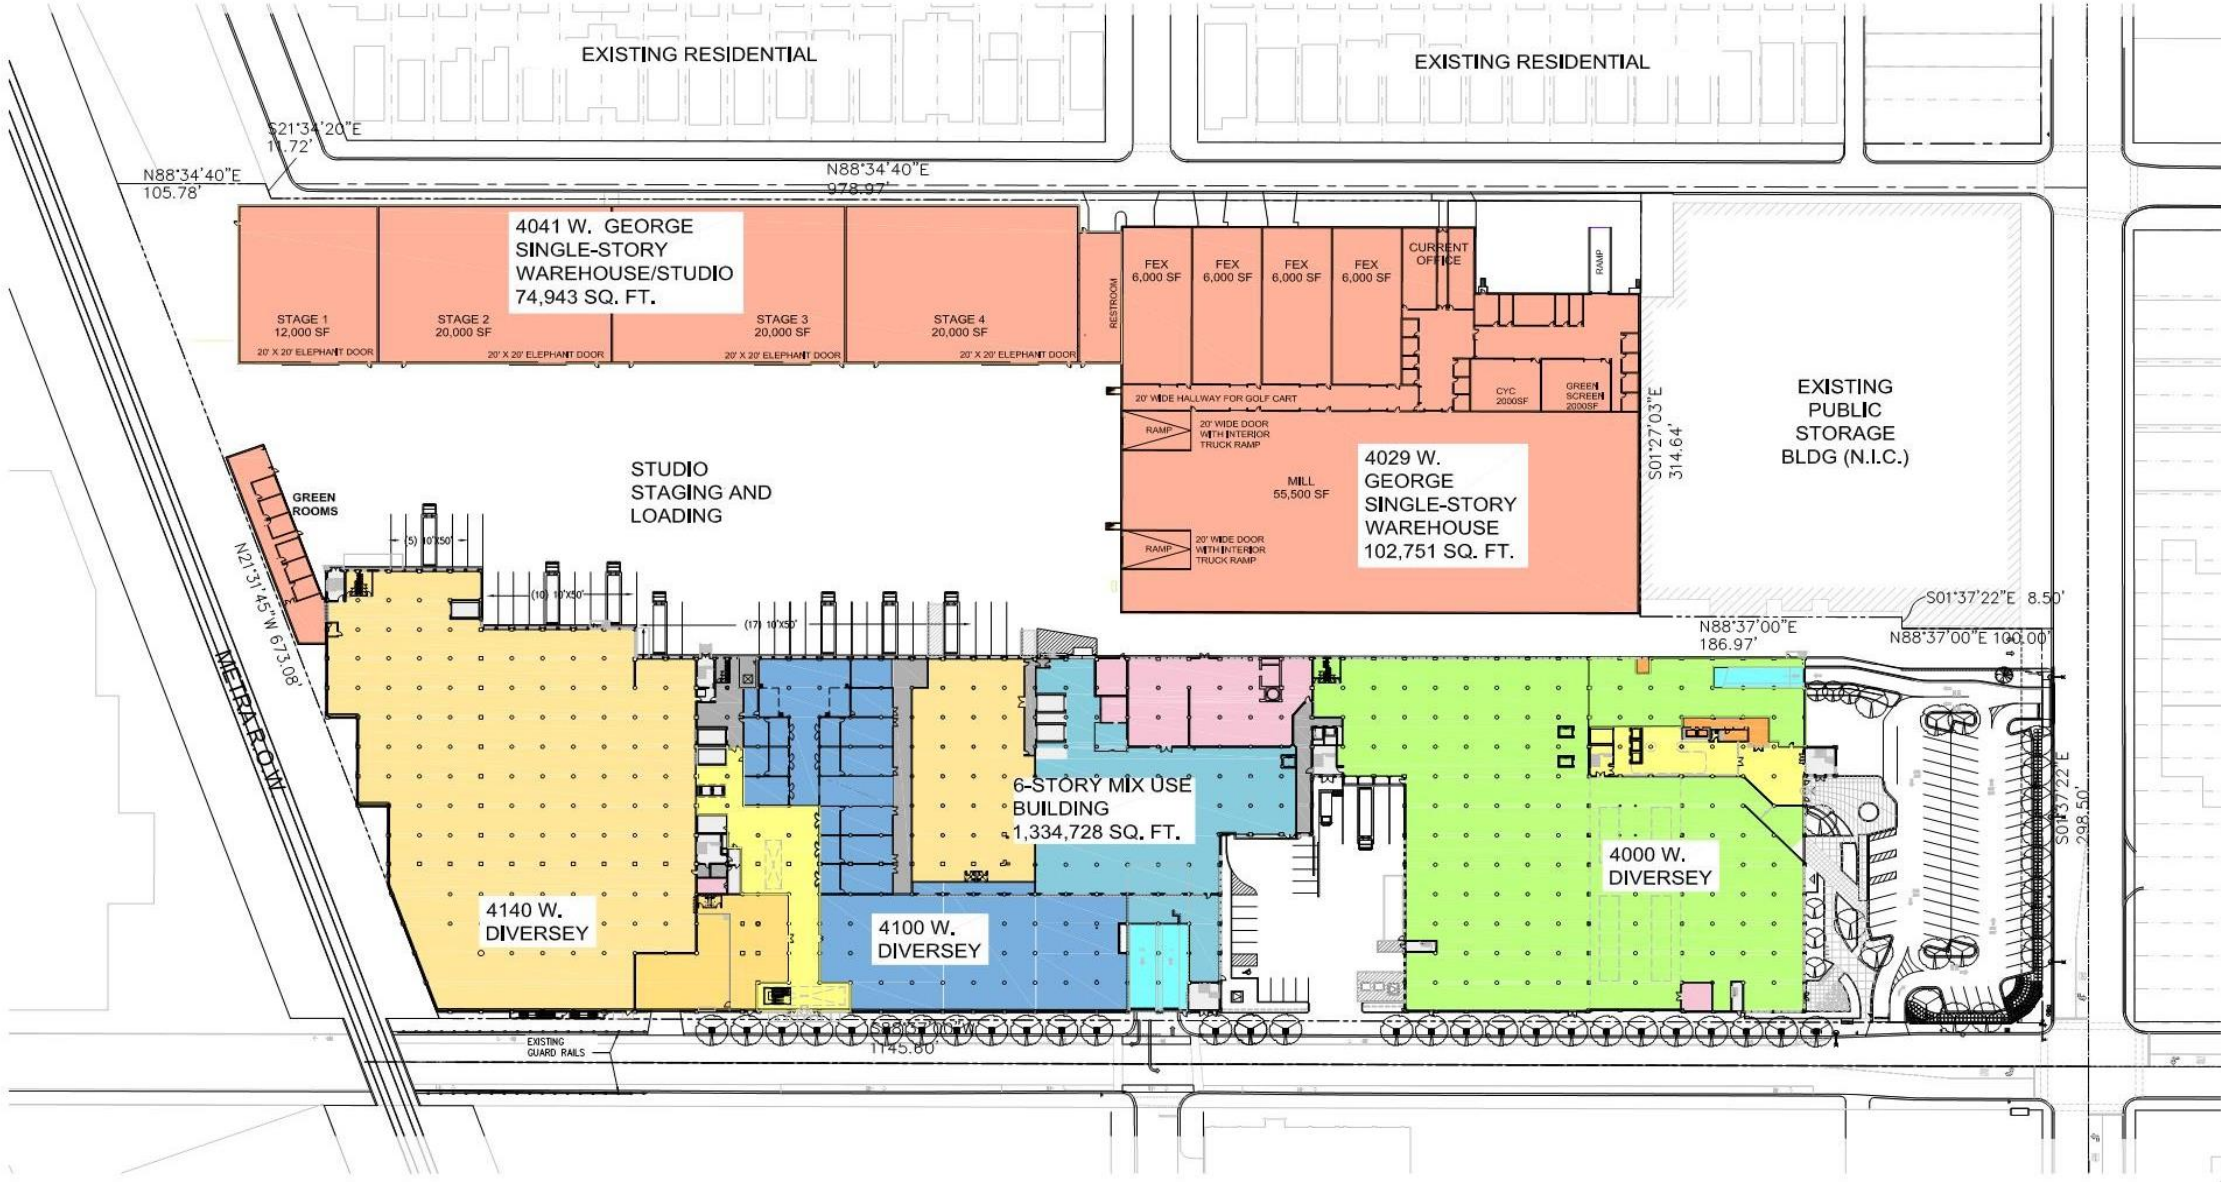 EXISTING RESIDENTIAL
EXISTING RESIDENTIAL
S21°34'20"E
11.72'
N88°34'40"E
105.78'
N88°34'40"E
978.97'
4041 W. GEORGE
SINGLE-STORY
WAREHOUSE/STUDIO
74,943 SQ. FT.
STAGE 1
12,000 SF
20' X 20' ELEPHANT DOOR
STAGE 2
20,000 SF
20' X 20' ELEPHANT DOOR
STAGE 3
20,000 SF
20' X 20' ELEPHANT DOOR
STAGE 4
20,000 SF
20' X 20' ELEPHANT DOOR
RESTROOM
FEX
6,000 SF
FEX
6,000 SF
FEX
6,000 SF
FEX
6,000 SF
CURRENT
OFFICE
RAMP
CYC
2000SF
GREEN
SCREEN
2000SF
20' WIDE HALLWAY FOR GOLF CART
RAMP
20' WIDE DOOR
WITH INTERIOR
TRUCK RAMP
MILL
55,500 SF
4029 W.
GEORGE
SINGLE-STORY
WAREHOUSE
102,751 SQ. FT.
RAMP
20' WIDE DOOR
WITH INTERIOR
TRUCK RAMP
S01°27'03"E
314.64'
EXISTING
PUBLIC
STORAGE
BLDG (N.I.C.)
STUDIO
STAGING AND
LOADING
GREEN
ROOMS
(5) 10'X50'
(10) 10'X50'
(17) 10'X50'
N21°31'45"W 673.08'
METRA R.O.W
S01°37'22"E 8.50'
N88°37'00"E
186.97'
N88°37'00"E 100.00'
6-STORY MIX USE
BUILDING
1,334,728 SQ. FT.
4140 W.
DIVERSEY
4100 W.
DIVERSEY
4000 W.
DIVERSEY
S01°37'22"E
298.50'
EXISTING
GUARD RAILS
S88°37'00"W
1145.60'